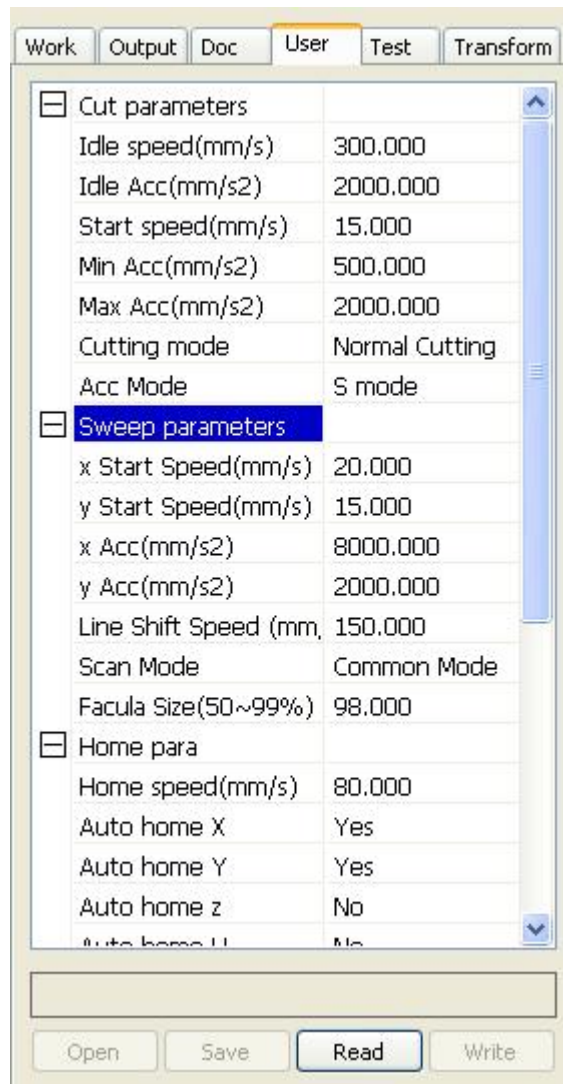 Work Output Doc User Test Transform
Cut parameters
Idle speed(mm/s) 300.000
Idle Acc(mm/s2) 2000.000
Start speed(mm/s) 15.000
Min Acc(mm/s2) 500.000
Max Acc(mm/s2) 2000.000
Cutting mode Normal Cutting
Acc Mode S mode
Sweep parameters
x Start Speed(mm/s) 20.000
y Start Speed(mm/s) 15.000
x Acc(mm/s2) 8000.000
y Acc(mm/s2) 2000.000
Line Shift Speed (mm, 150.000
Scan Mode Common Mode
Facula Size(50~99%) 98.000
Home para
Home speed(mm/s) 80.000
Auto home X Yes
Auto home Y Yes
Auto home z No
Auto home U No
Open Save Read Write